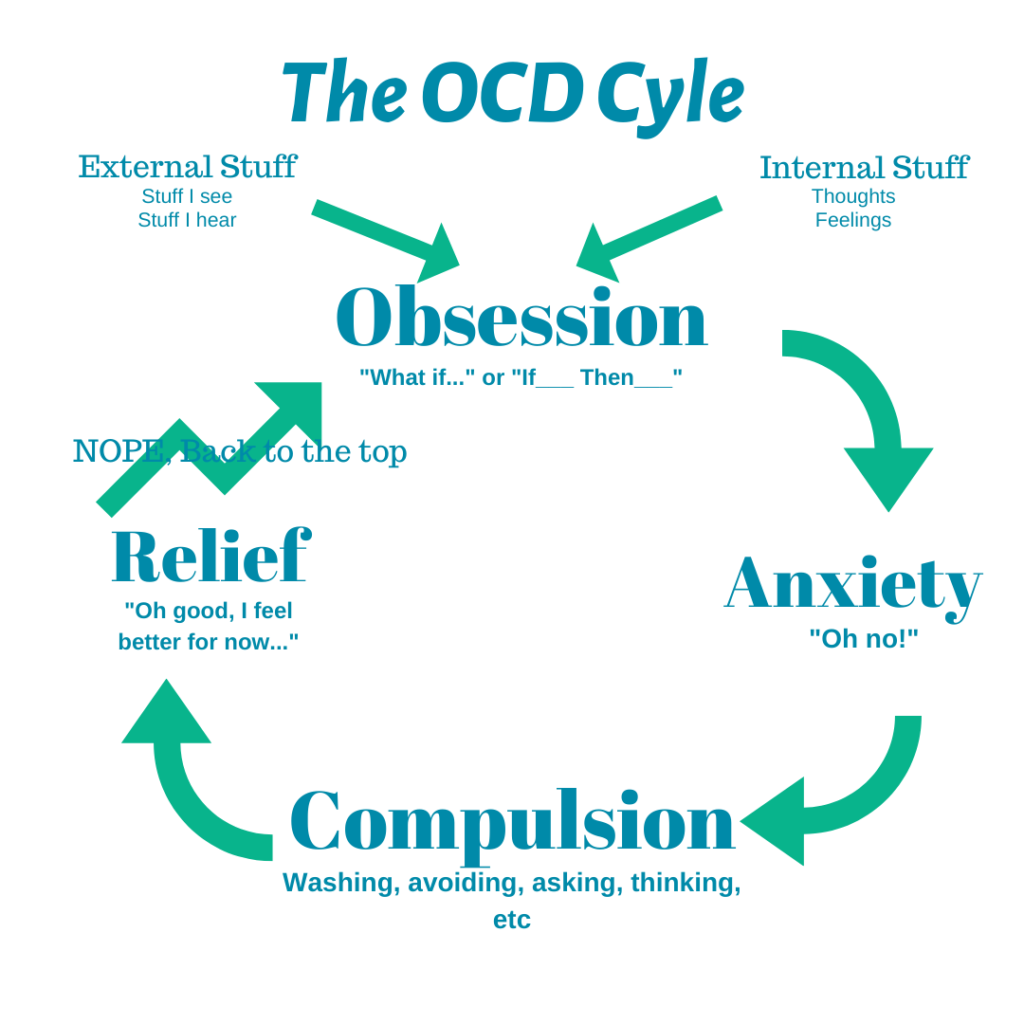 The OCD Cyle
External Stuff
Stuff I see
Stuff I hear
Internal Stuff
Thoughts
Feelings
Obsession
"What if..." or "If___ Then___"
NOPE, Back to the top
Relief
"Oh good, I feel
better for now..."
Anxiety
"Oh no!"
Compulsion
Washing, avoiding, asking, thinking,
etc